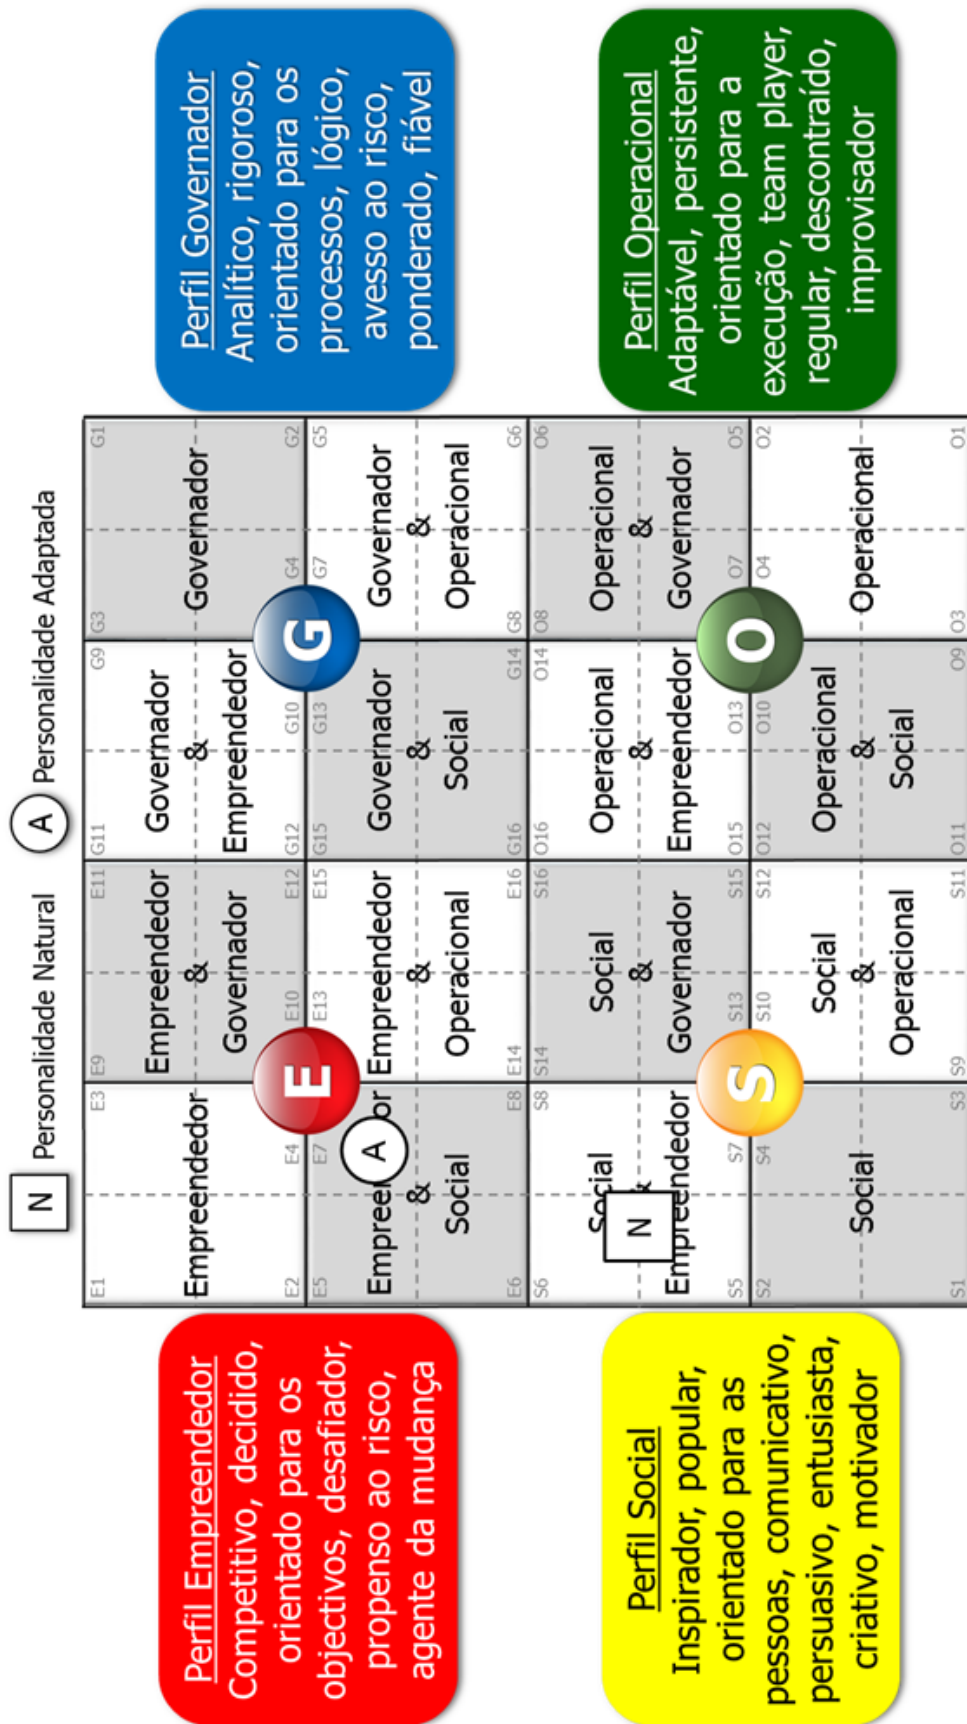 N Personalidade Natural
A Personalidade Adaptada
Perfil Empreendedor
Competitivo, decidido,
orientado para os
objectivos, desafiador,
propenso ao risco,
agente da mudança
Perfil Social
Inspirador, popular,
orientado para as
pessoas, comunicativo,
persuasivo, entusiasta,
criativo, motivador
E1 E3 E9 E11 G11 G9 G3 G1
Empreendedor
Empreendedor
&
Governador
Governador
&
Empreendedor
Governador
E2 E4 E10 E12 G12 G10 G4 G2
E
G
E5 E7 E13 E15 G15 G13 G7 G5
Empreendedor
&
Social
A
Empreendedor
&
Operacional
Governador
&
Social
Governador
&
Operacional
E6 E8 E14 E16 G16 G14 G8 G6
S6 S8 S14 S16 O16 O14 O8 O6
Social
&
Empreendedor
N
Social
&
Governador
Operacional
&
Empreendedor
Operacional
&
Governador
S5 S7 S13 S15 O15 O13 O7 O5
S
O
S2 S4 S10 S12 O12 O10 O4 O2
Social
Social
&
Operacional
Operacional
&
Social
Operacional
S1 S3 S11 O11 O9 O3 O1
Perfil Governador
Analítico, rigoroso,
orientado para os
processos, lógico,
avesso ao risco,
ponderado, fiável
Perfil Operacional
Adaptável, persistente,
orientado para a
execução, team player,
regular, descontraído,
improvisador